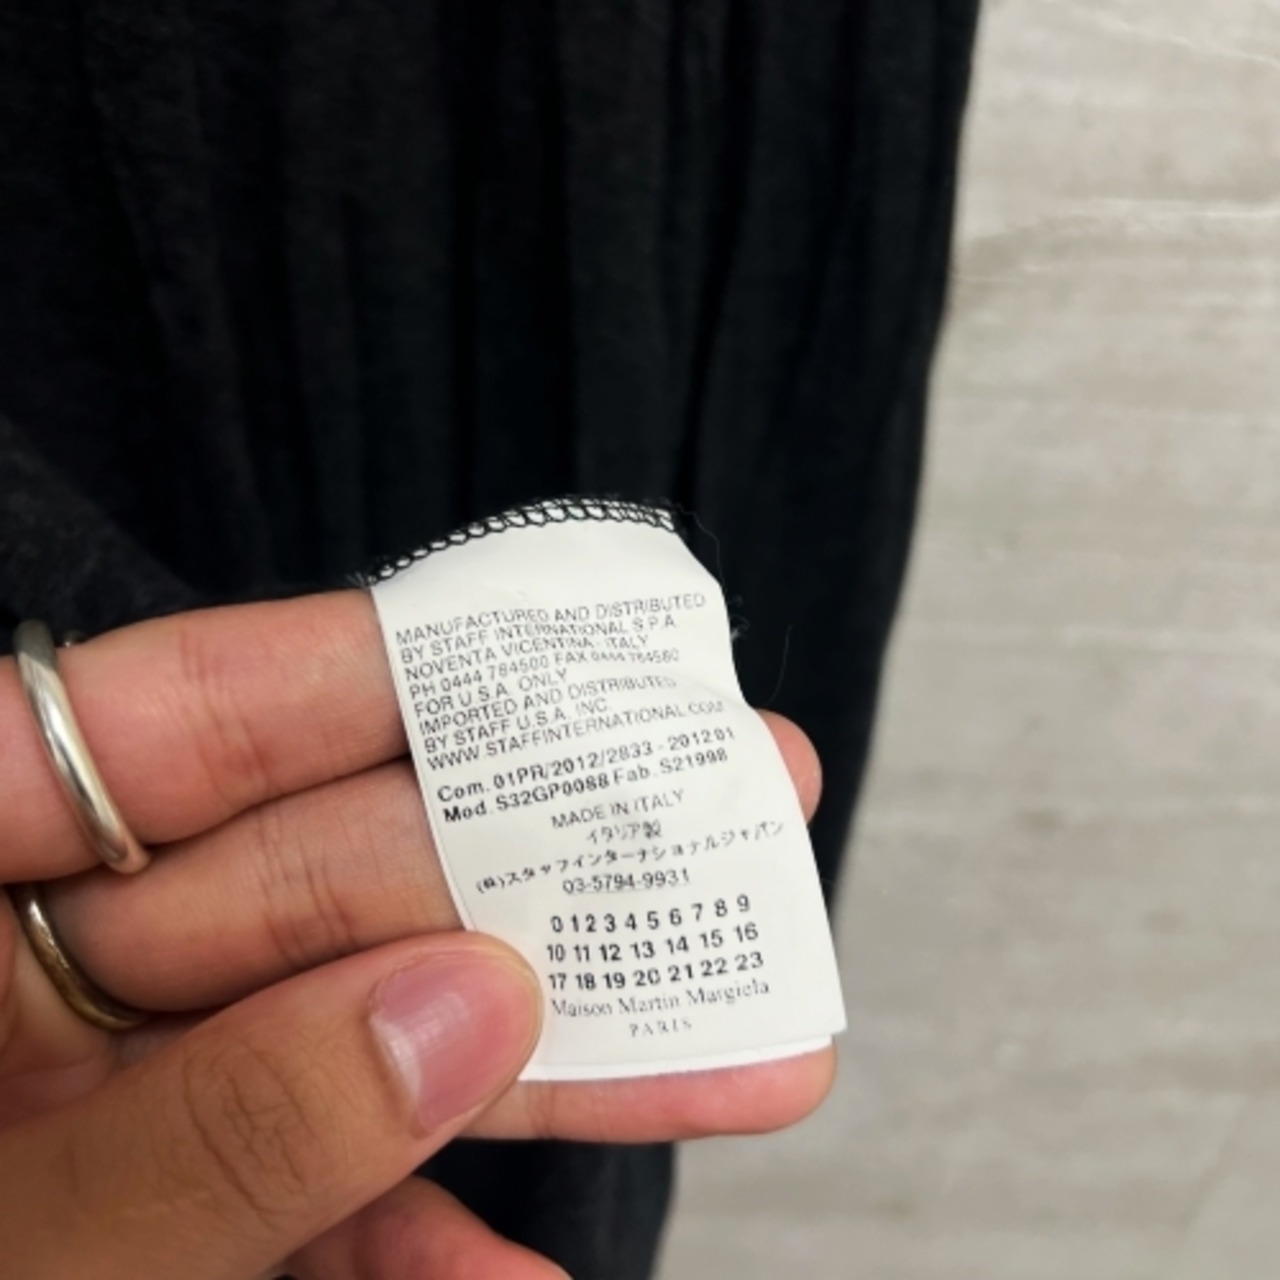 MANUFACTURED AND DISTRIBUTED
BY STAFF INTERNATIONAL S.P.A.
NOVENTA VICENTINA - ITALY
PH 0444 784500 FAX 0444 784560
FOR U.S.A. ONLY
IMPORTED AND DISTRIBUTED
BY STAFF U.S.A. INC.
WWW.STAFFINTERNATIONAL.COM
Com. 01PR/2012/2833 - 201201
Mod. S32GP0088 Fab. S21998
MADE IN ITALY
イタリア製
(株)スタッフインターナショナルジャパン
03-5794-9931
0 1 2 3 4 5 6 7 8 9
10 11 12 13 14 15 16
17 18 19 20 21 22 23
Maison Martin Margiela
PARIS